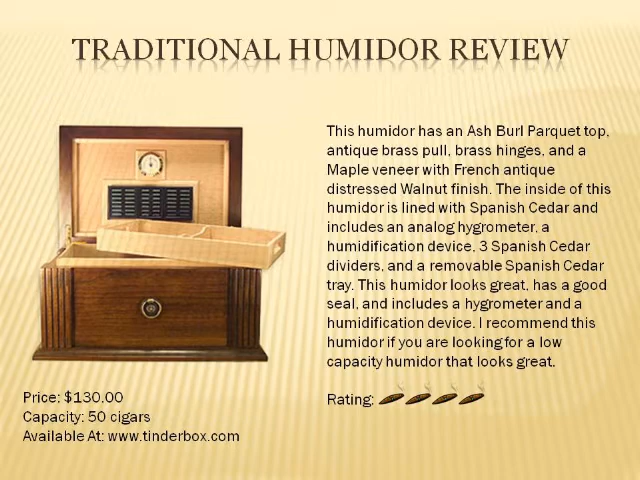 TRADITIONAL HUMIDOR REVIEW
This humidor has an Ash Burl Parquet top,
antique brass pull, brass hinges, and a
Maple veneer with French antique
distressed Walnut finish. The inside of this
humidor is lined with Spanish Cedar and
includes an analog hygrometer, a
humidification device, 3 Spanish Cedar
dividers, and a removable Spanish Cedar
tray. This humidor looks great, has a good
seal, and includes a hygrometer and a
humidification device. I recommend this
humidor if you are looking for a low
capacity humidor that looks great.
Rating:
Price: $130.00
Capacity: 50 cigars
Available At: www.tinderbox.com